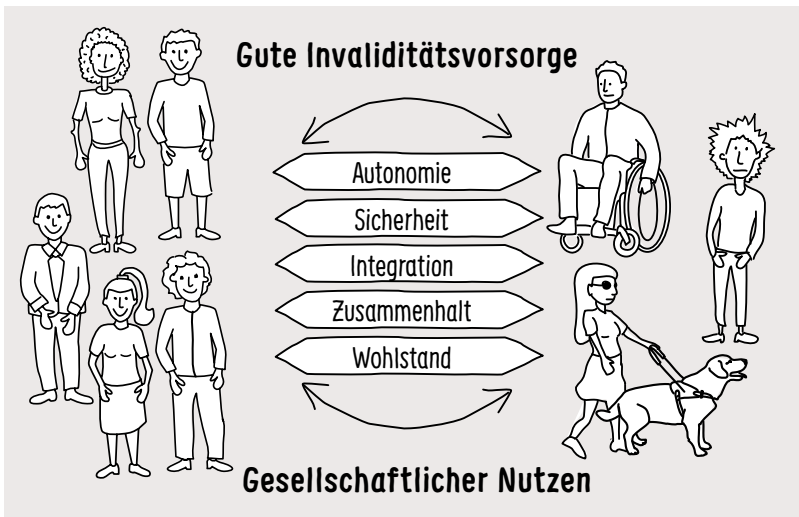 Gute Invaliditätsvorsorge
Autonomie
Sicherheit
Integration
Zusammenhalt
Wohlstand
Gesellschaftlicher Nutzen